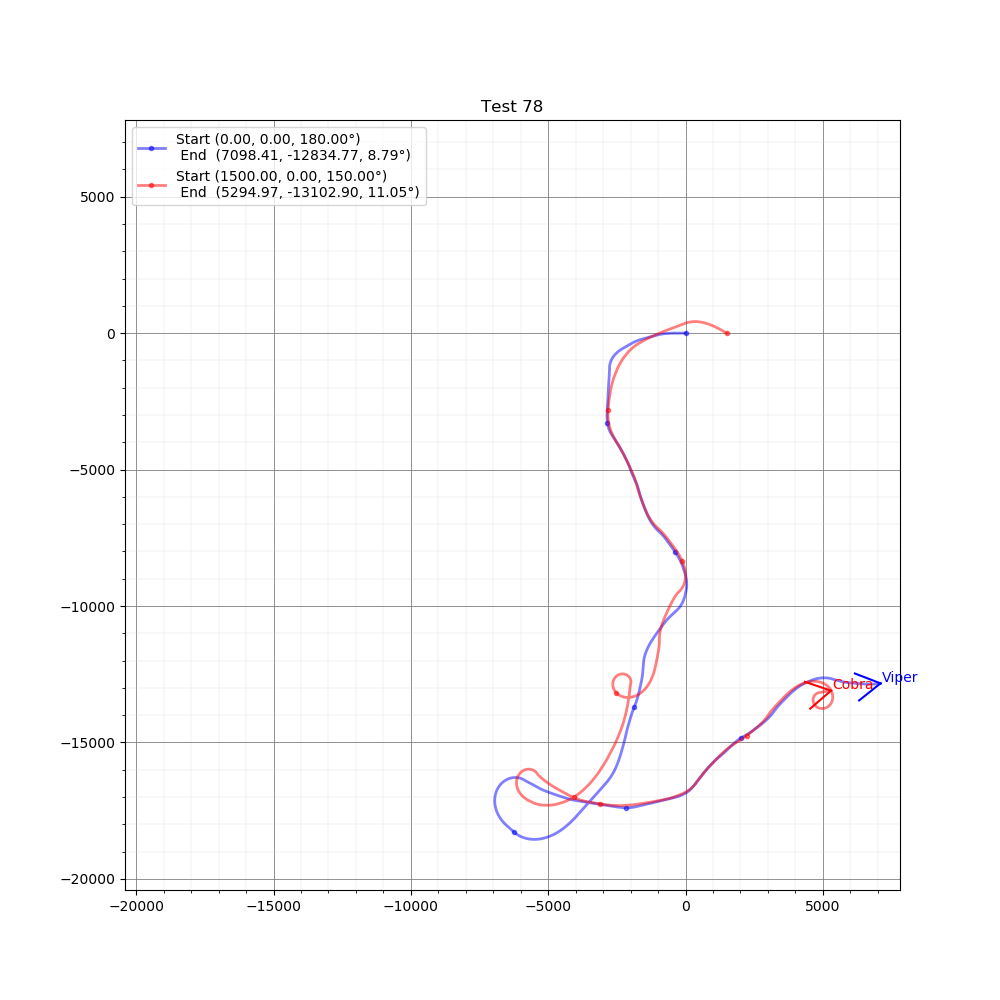 Test 78
Start (0.00, 0.00, 180.00°)
End (7098.41, -12834.77, 8.79°)
Start (1500.00, 0.00, 150.00°)
End (5294.97, -13102.90, 11.05°)
5000
0
−5000
−10000
−15000
−20000
Cobra
Viper
−20000
−15000
−10000
−5000
0
5000